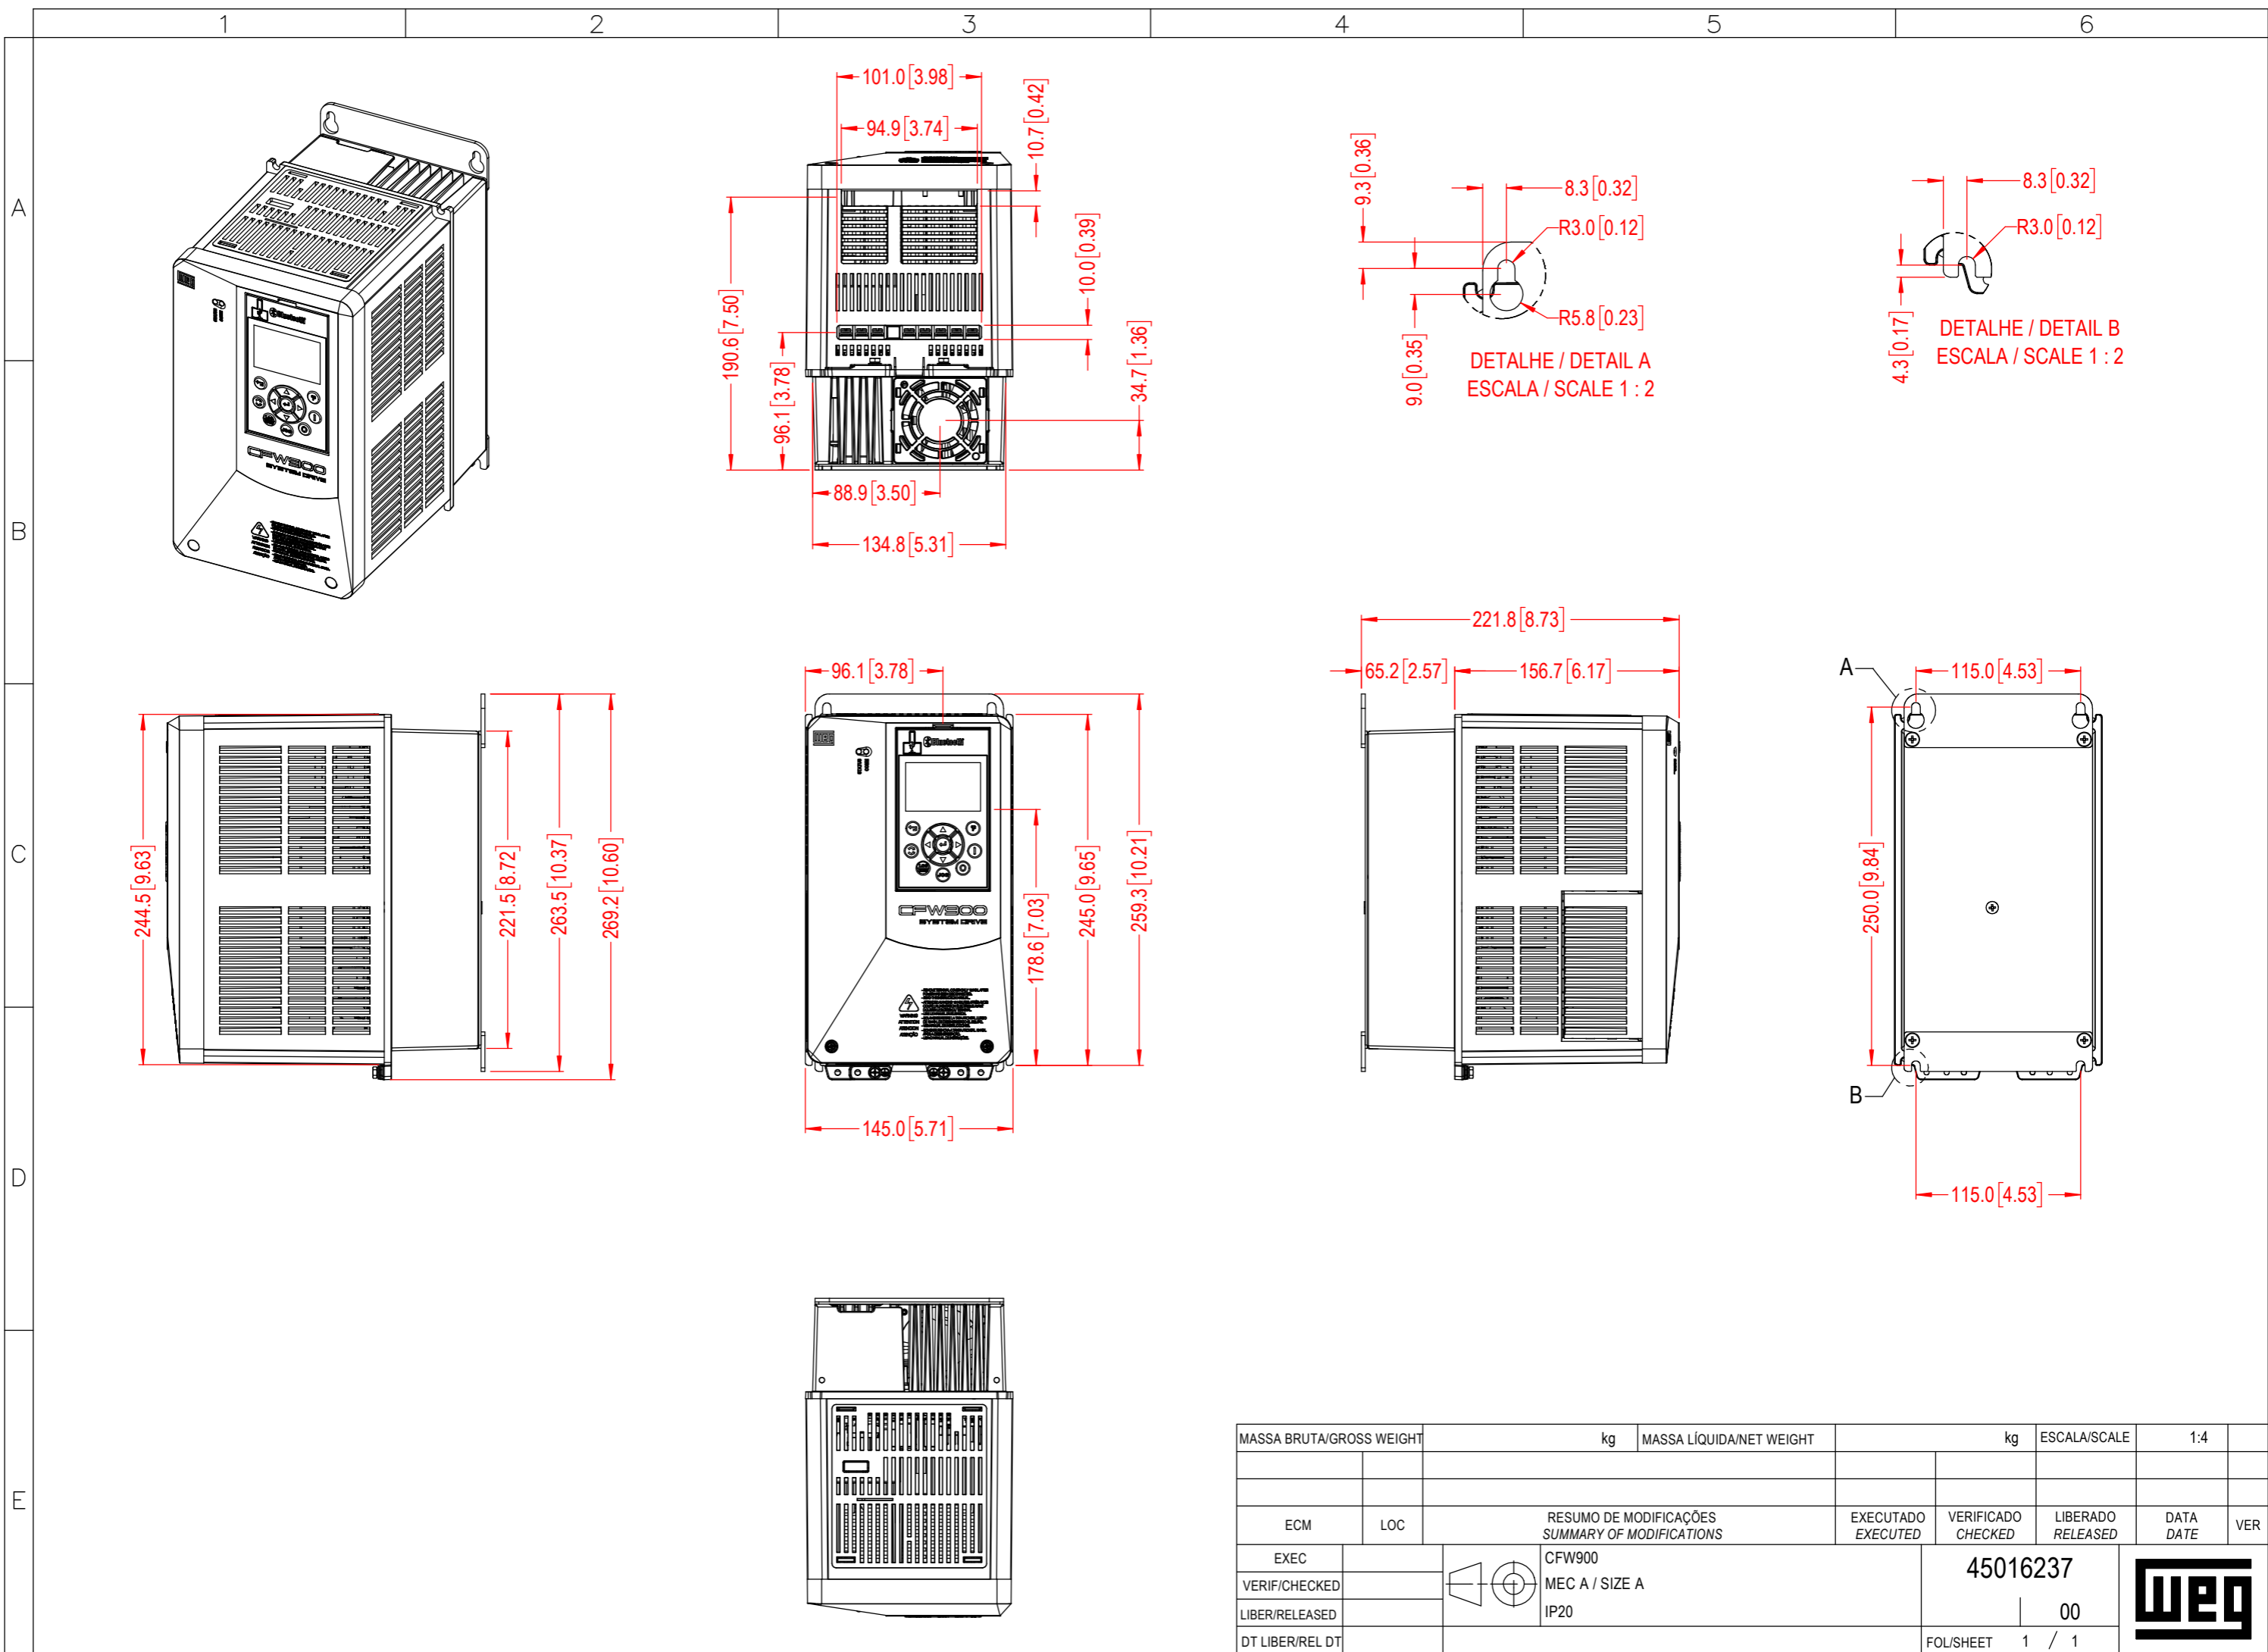 1 2 3 4 5 6
A
B
C
D
E
101.0[3.98]
94.9[3.74]
10.7[0.42]
190.6[7.50]
96.1[3.78]
10.0[0.39]
34.7[1.36]
88.9[3.50]
134.8[5.31]
9.3[0.36]
8.3[0.32]
R3.0[0.12]
R5.8[0.23]
9.0[0.35]
DETALHE / DETAIL A
ESCALA / SCALE 1 : 2
8.3[0.32]
R3.0[0.12]
4.3[0.17]
DETALHE / DETAIL B
ESCALA / SCALE 1 : 2
CFW900
SYSTEM DRIVE
244.5[9.63]
221.5[8.72]
263.5[10.37]
269.2[10.60]
96.1[3.78]
WEG
CFW900
SYSTEM DRIVE
178.6[7.03]
245.0[9.65]
259.3[10.21]
145.0[5.71]
221.8[8.73]
65.2[2.57]
156.7[6.17]
A
115.0[4.53]
250.0[9.84]
B
115.0[4.53]
MASSA BRUTA/GROSS WEIGHT kg MASSA LÍQUIDA/NET WEIGHT kg ESCALA/SCALE 1:4
ECM LOC RESUMO DE MODIFICAÇÕES EXECUTADO VERIFICADO LIBERADO DATA VER
SUMMARY OF MODIFICATIONS EXECUTED CHECKED RELEASED DATE
EXEC
VERIF/CHECKED
LIBER/RELEASED
DT LIBER/REL DT
CFW900
MEC A / SIZE A
IP20
45016237
00
FOL/SHEET 1 / 1
weg